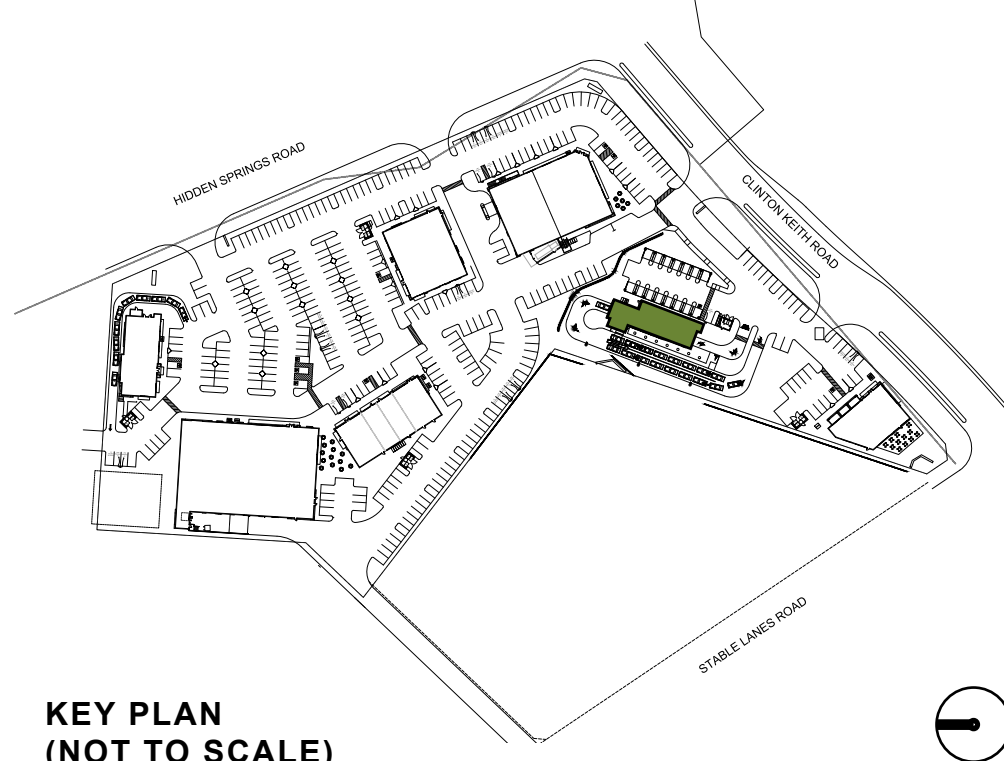 HIDDEN SPRINGS ROAD
CLINTON KEITH ROAD
STABLE LANES ROAD
KEY PLAN
(NOT TO SCALE)